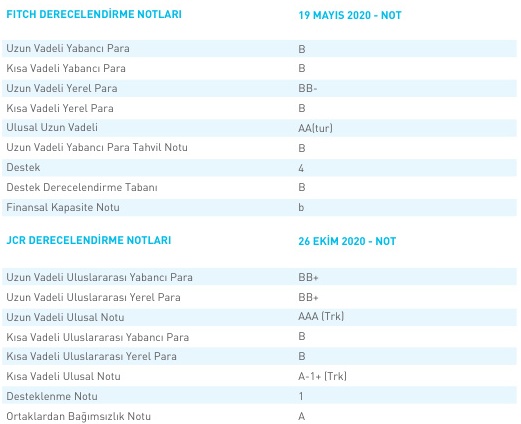 FITCH DERECELENDİRME NOTLARI 19 MAYIS 2020 - NOT
Uzun Vadeli Yabancı Para B
Kısa Vadeli Yabancı Para B
Uzun Vadeli Yerel Para BB-
Kısa Vadeli Yerel Para B
Ulusal Uzun Vadeli AA(tur)
Uzun Vadeli Yabancı Para Tahvil Notu B
Destek 4
Destek Derecelendirme Tabanı B
Finansal Kapasite Notu b
JCR DERECELENDİRME NOTLARI 26 EKİM 2020 - NOT
Uzun Vadeli Uluslararası Yabancı Para BB+
Uzun Vadeli Uluslararası Yerel Para BB+
Uzun Vadeli Ulusal Notu AAA (Trk)
Kısa Vadeli Uluslararası Yabancı Para B
Kısa Vadeli Uluslararası Yerel Para B
Kısa Vadeli Ulusal Notu A-1+ (Trk)
Desteklenme Notu 1
Ortaklardan Bağımsızlık Notu A